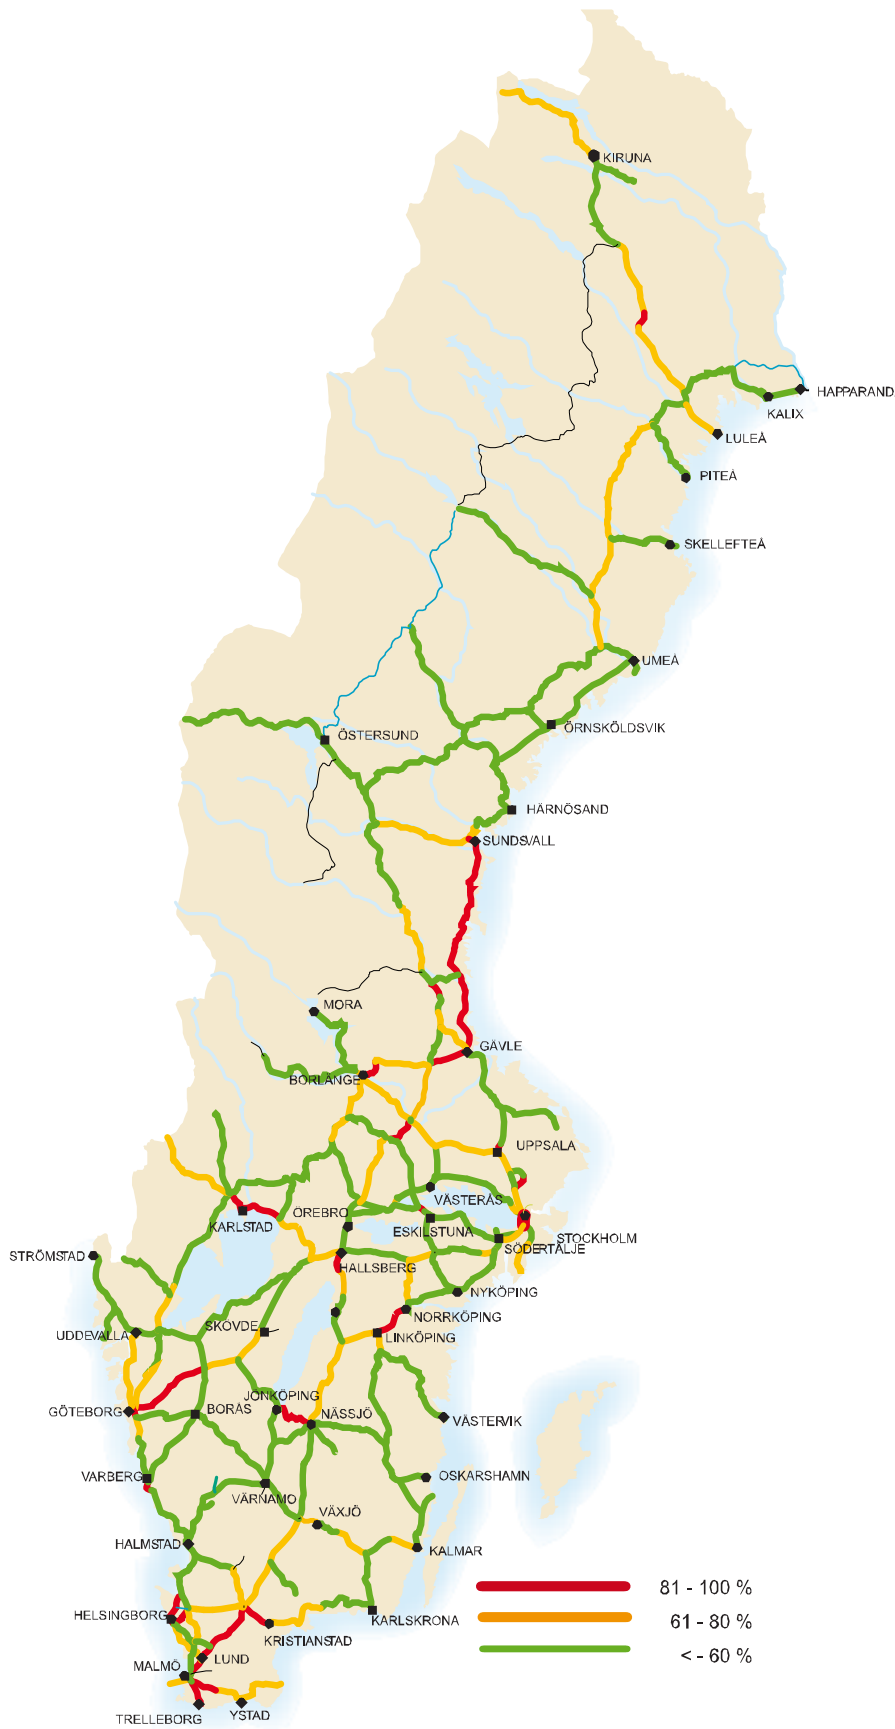 KIRUNA
HAPPARAND
KALIX
LULEÅ
PITEÅ
SKELLEFTEÅ
UMEÅ
ÖRNSKÖLDSVIK
ÖSTERSUND
HÄRNÖSAND
SUNDSVALL
MORA
GÄVLE
BORLÄNGE
UPPSALA
VÄSTERÅS
KARLSTAD
ÖREBRO
ESKILSTUNA
STOCKHOLM
SÖDERTÄLJE
STRÖMSTAD
HALLSBERG
NYKÖPING
NORRKÖPING
SKÖVDE
UDDEVALLA
LINKÖPING
JÖNKÖPING
GÖTEBORG
BORÅS
NÄSSJÖ
VÄSTERVIK
VARBERG
OSKARSHAMN
VÄRNAMO
VÄXJÖ
HALMSTAD
KALMAR
81 - 100 %
HELSINGBORG
KARLSKRONA
61 - 80 %
KRISTIANSTAD
< - 60 %
LUND
MALMÖ
YSTAD
TRELLEBORG